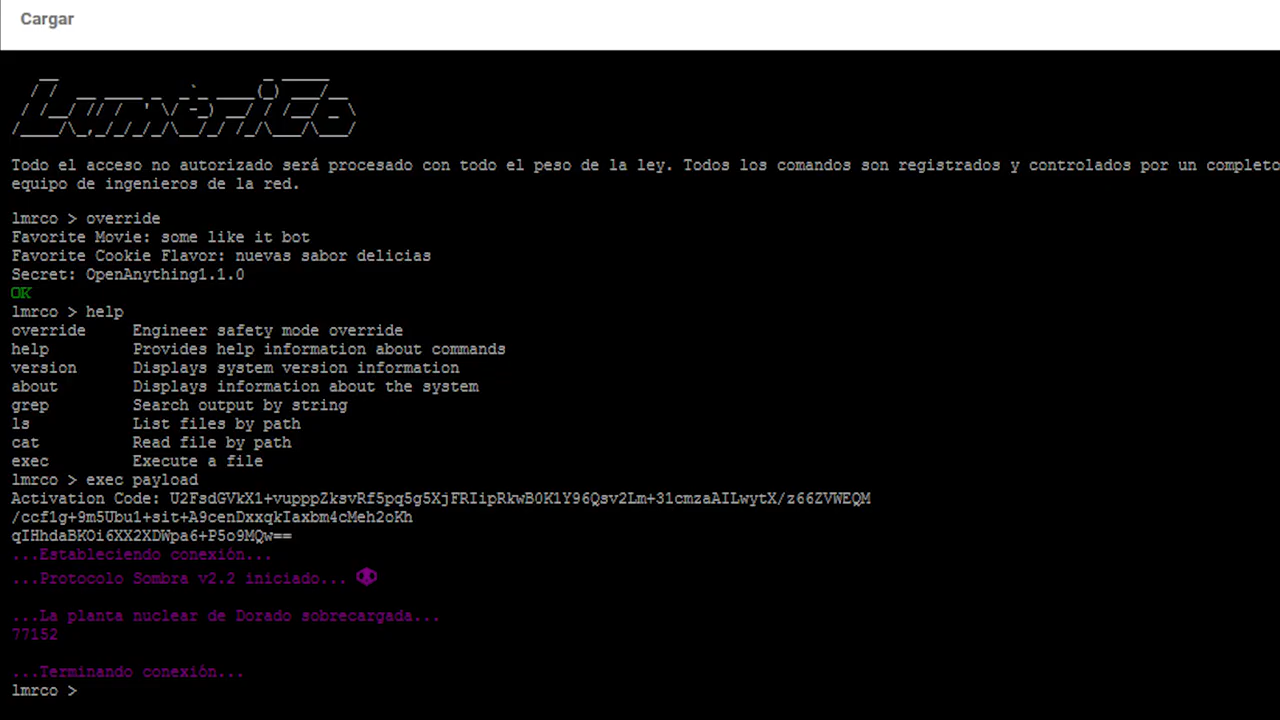 Cargar
LumériCo
Todo el acceso no autorizado será procesado con todo el peso de la ley. Todos los comandos son registrados y controlados por un completo
equipo de ingenieros de la red.
lmrco > override
Favorite Movie: some like it bot
Favorite Cookie Flavor: nuevas sabor delicias
Secret: OpenAnything1.1.0
OK
lmrco > help
override Engineer safety mode override
help Provides help information about commands
version Displays system version information
about Displays information about the system
grep Search output by string
ls List files by path
cat Read file by path
exec Execute a file
lmrco > exec payload
Activation Code: U2FsdGVkX1+vupppZksvRf5pq5g5XjFRIipRkwB0K1Y96Qsv2Lm+31cmzaAILwytX/z66ZVWEQM
/ccf1g+9m5Ubu1+sit+A9cenDxxqkIaxbm4cMeh2oKh
qIHhdaBKOi6XX2XDWpa6+P5o9MQw==
...Estableciendo conexión...
...Protocolo Sombra v2.2 iniciado...
...La planta nuclear de Dorado sobrecargada...
77152
...Terminando conexión...
lmrco >